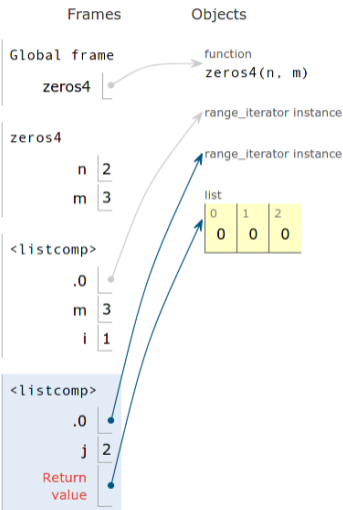 Frames Objects
Global frame
zeros4
function
zeros4(n, m)
range_iterator instance
zeros4
n 2
m 3
range_iterator instance
list
0 1 2
0 0 0
<listcomp>
.0
m 3
i 1
<listcomp>
.0
j 2
Return
value